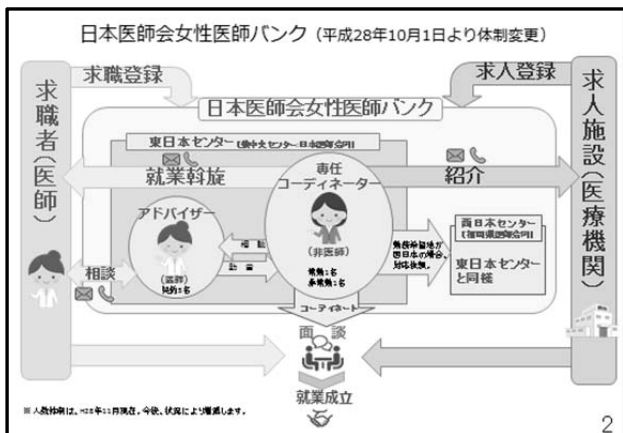 日本医師会女性医師バンク（平成28年10月1日より体制変更）
求職登録
求人登録
求職者(医師)
求人施設(医療機関)
日本医師会女性医師バンク
東日本センター
就業斡旋
専任
コーディネーター
紹介
アドバイザー
(非医師)
(医師)
相談
相談
助言
西日本センター
東日本センター
と同様
コーディネート
面談
就業成立
2